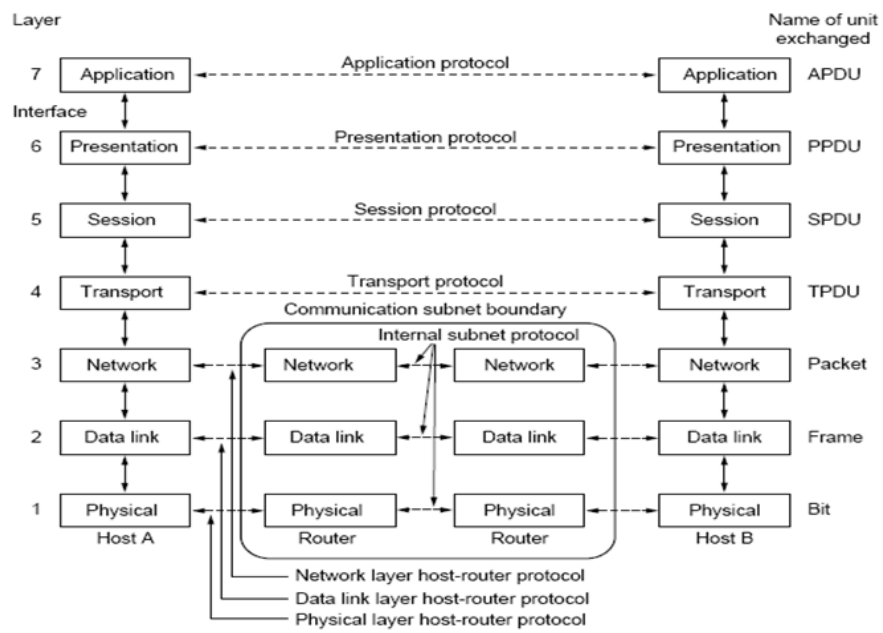 Layer
Name of unit
exchanged
7 Application Application protocol Application APDU
Interface
6 Presentation Presentation protocol Presentation PPDU
5 Session Session protocol Session SPDU
4 Transport Transport protocol Transport TPDU
Communication subnet boundary
Internal subnet protocol
3 Network Network Network Network Packet
2 Data link Data link Data link Data link Frame
1 Physical Physical Physical Physical Bit
Host A Router Router Host B
Network layer host-router protocol
Data link layer host-router protocol
Physical layer host-router protocol